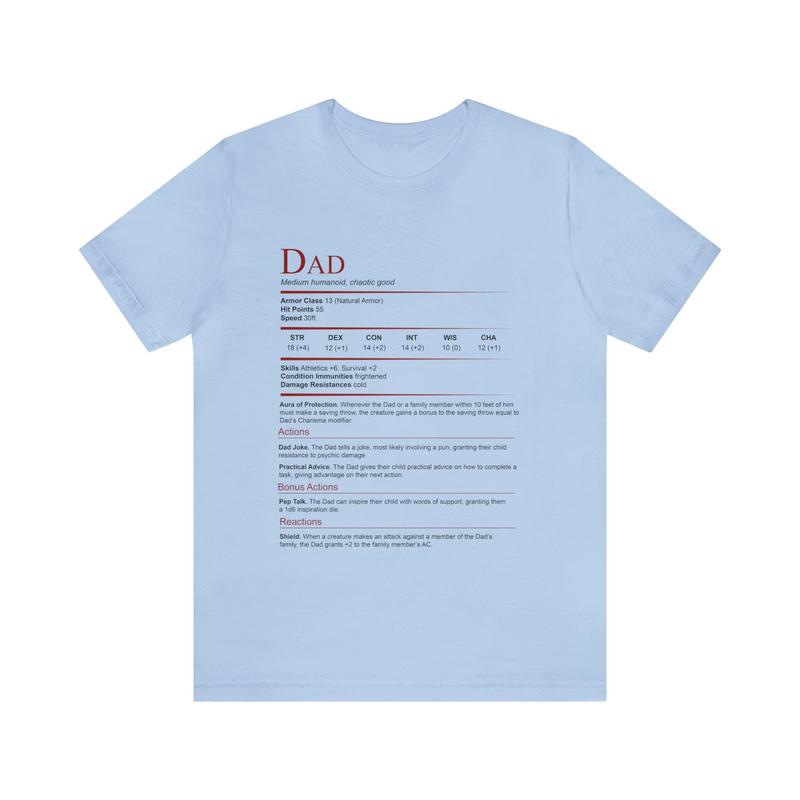 DAD
Medium humanoid, chaotic good
Armor Class 13 (Natural Armor)
Hit Points 55
Speed 30ft.
STR DEX CON INT WIS CHA
18 (+4) 12 (+1) 14 (+2) 14 (+2) 10 (0) 12 (+1)
Skills Athletics +6, Survival +2
Condition Immunities frightened
Damage Resistances cold
Aura of Protection. Whenever the Dad or a family member within 10 feet of him
must make a saving throw, the creature gains a bonus to the saving throw equal to
Dad's Charisma modifier.
Actions
Dad Joke. The Dad tells a joke, most likely involving a pun, granting their child
resistance to psychic damage.
Practical Advice. The Dad gives their child practical advice on how to complete a
task, giving advantage on their next action.
Bonus Actions
Pep Talk. The Dad can inspire their child with words of support, granting them
a 1d6 inspiration die.
Reactions
Shield. When a creature makes an attack against a member of the Dad's
family, the Dad grants +2 to the family member's AC.